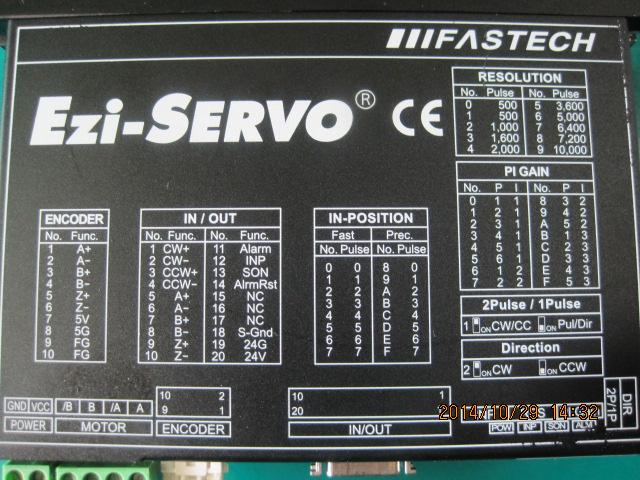 FASTECH
Ezi-SERVO® CE
RESOLUTION
No. Pulse No. Pulse
0 500 5 3,600
1 500 6 5,000
2 1,000 7 6,400
3 1,600 8 7,200
4 2,000 9 10,000
PI GAIN
No. P I No. P I
0 1 1 8 3 2
1 2 1 9 4 2
2 3 1 A 5 2
3 4 1 B 1 3
4 5 1 C 2 3
5 6 1 D 3 3
6 1 2 E 4 3
7 2 2 F 5 3
ENCODER
No. Func.
1 A+
2 A-
3 B+
4 B-
5 Z+
6 Z-
7 5V
8 5G
9 FG
10 FG
IN / OUT
No. Func. No. Func.
1 CW+ 11 Alarm
2 CW- 12 INP
3 CCW+ 13 SON
4 CCW- 14 AlrmRst
5 A+ 15 NC
6 A- 16 NC
7 B+ 17 NC
8 B- 18 S-Gnd
9 Z+ 19 24G
10 Z- 20 24V
IN-POSITION
Fast Prec.
No. Pulse No. Pulse
0 0 8 0
1 1 9 1
2 2 A 2
3 3 B 3
4 4 C 4
5 5 D 5
6 6 E 6
7 7 F 7
2Pulse / 1Pulse
1 ON CW/CC ON Pul/Dir
Direction
2 ON CW ON CCW
GND VCC /B B /A A
POWER MOTOR
10 2
9 1
ENCODER
10 1
20
IN/OUT
2014/10/29 14:32
POW INP SON ALM
2P/1P
DIR